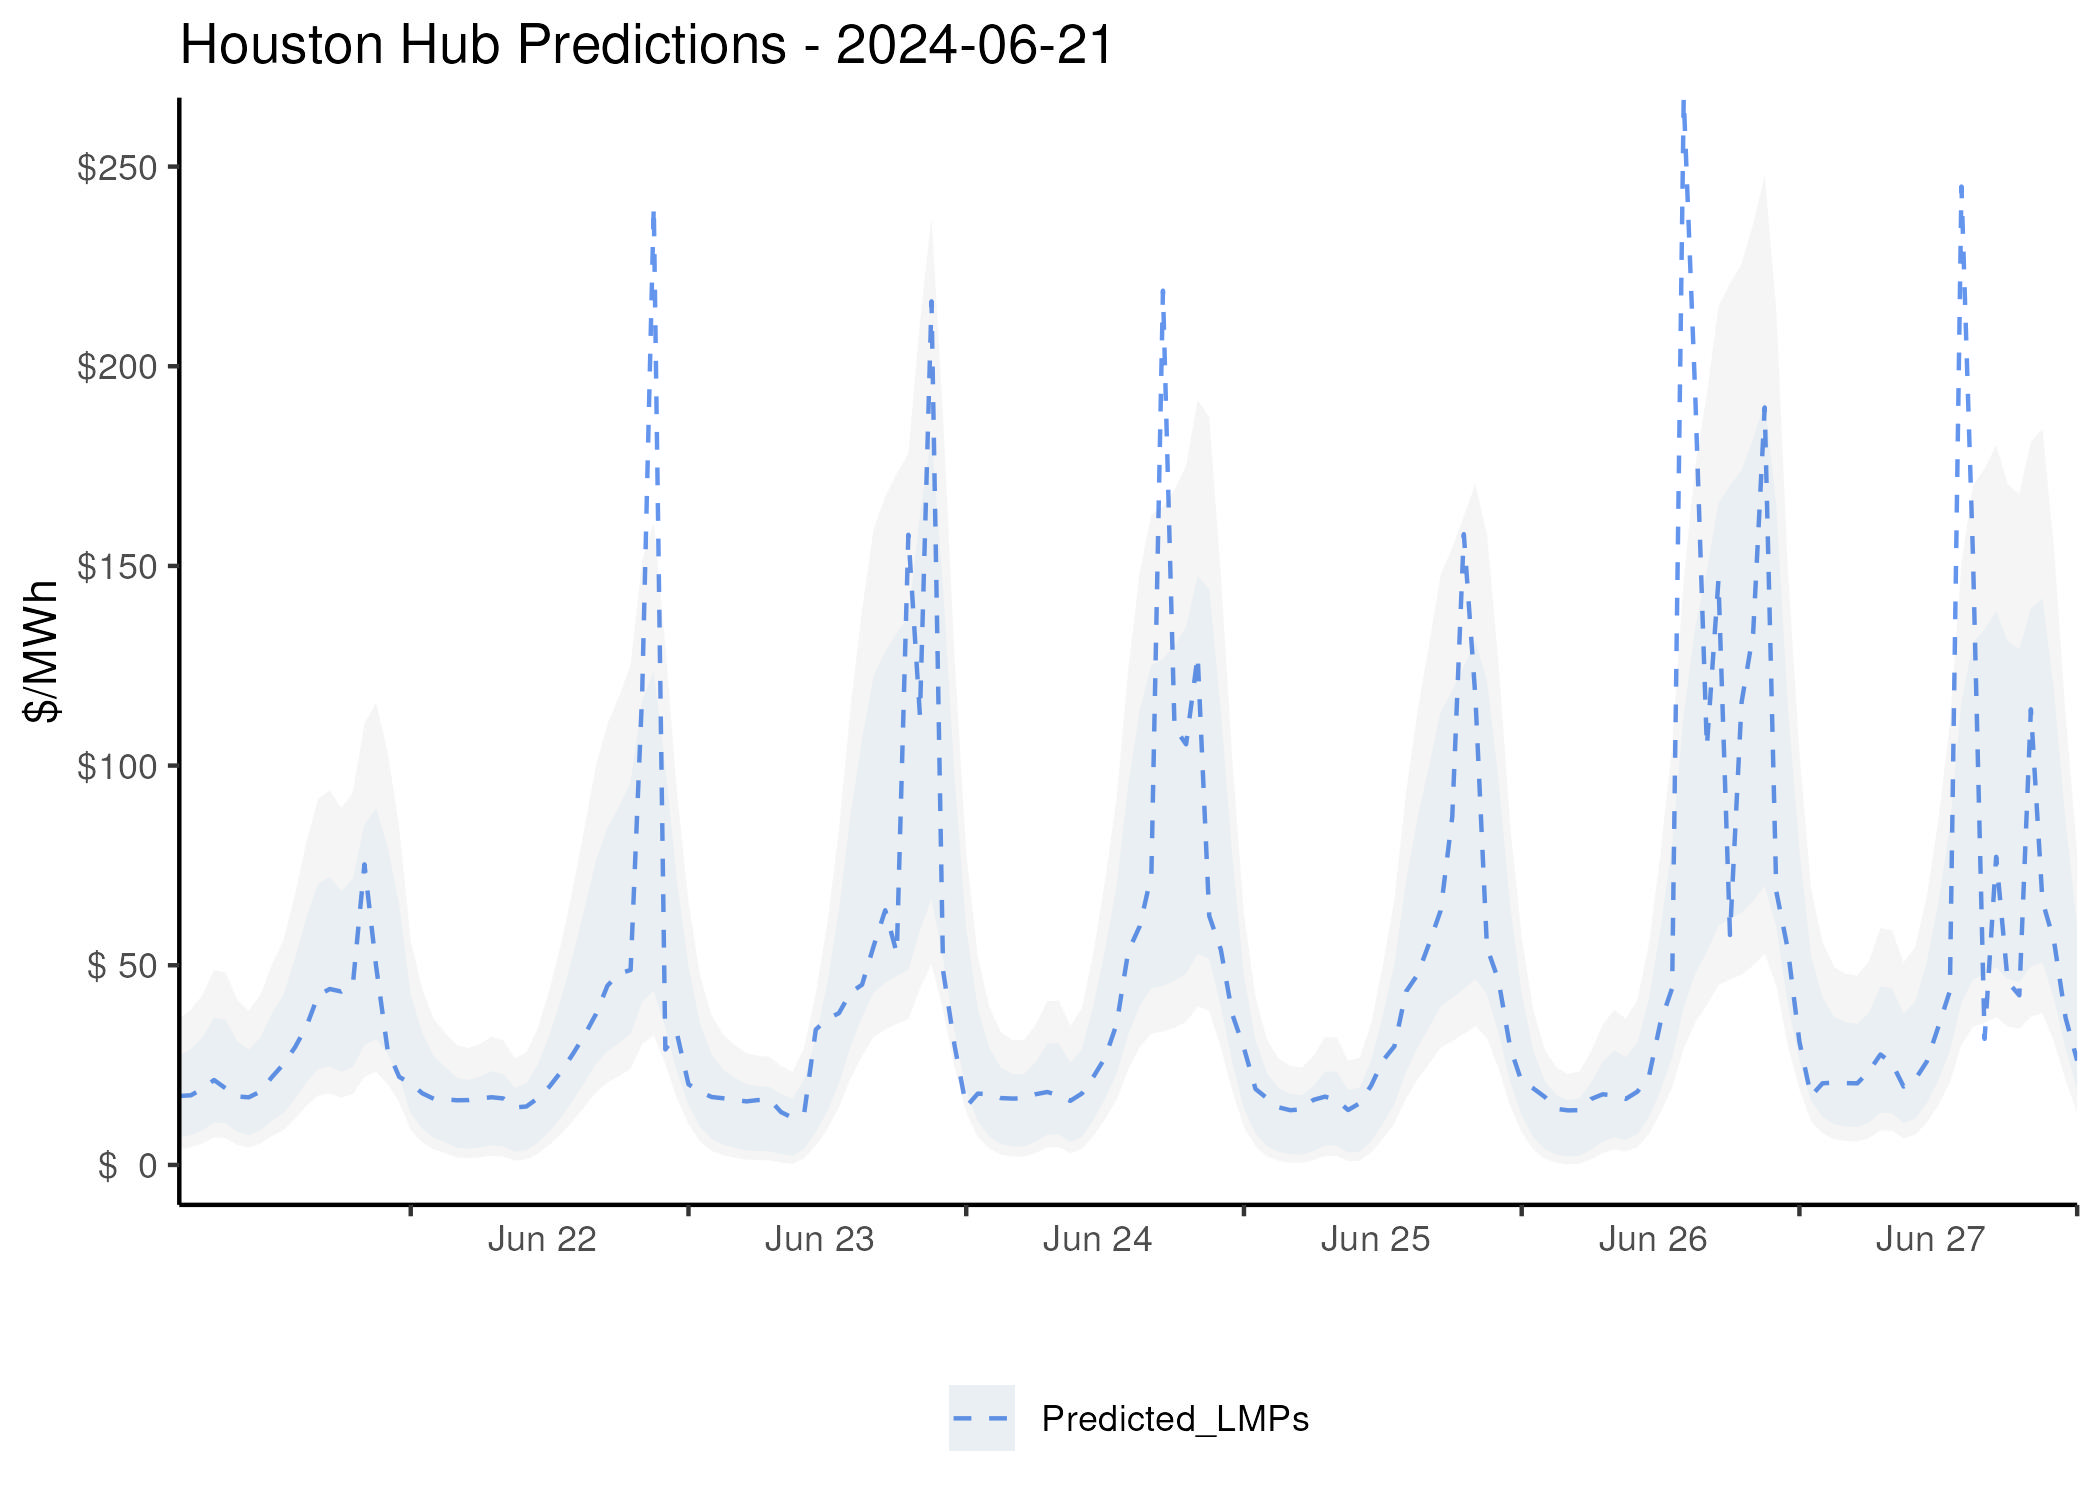 Houston Hub Predictions - 2024-06-21
$/MWh
$250
$200
$150
$100
$ 50
$  0
Jun 22
Jun 23
Jun 24
Jun 25
Jun 26
Jun 27
Predicted_LMPs